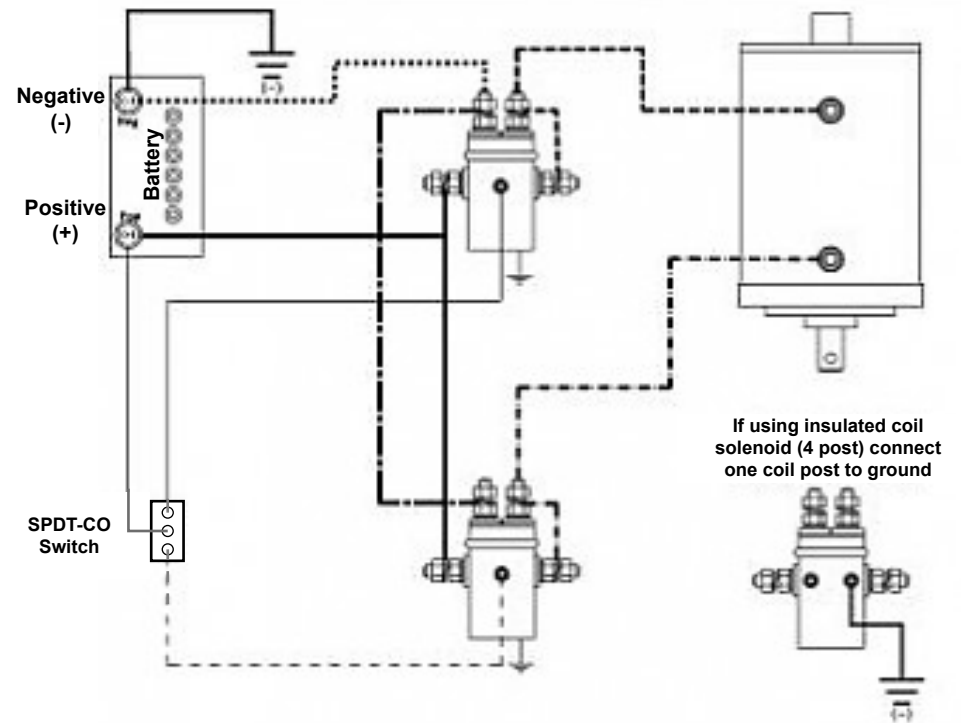 Negative
(-)
(-)
Battery
Positive
(+)
SPDT-CO
Switch
If using insulated coil
solenoid (4 post) connect
one coil post to ground
(-)